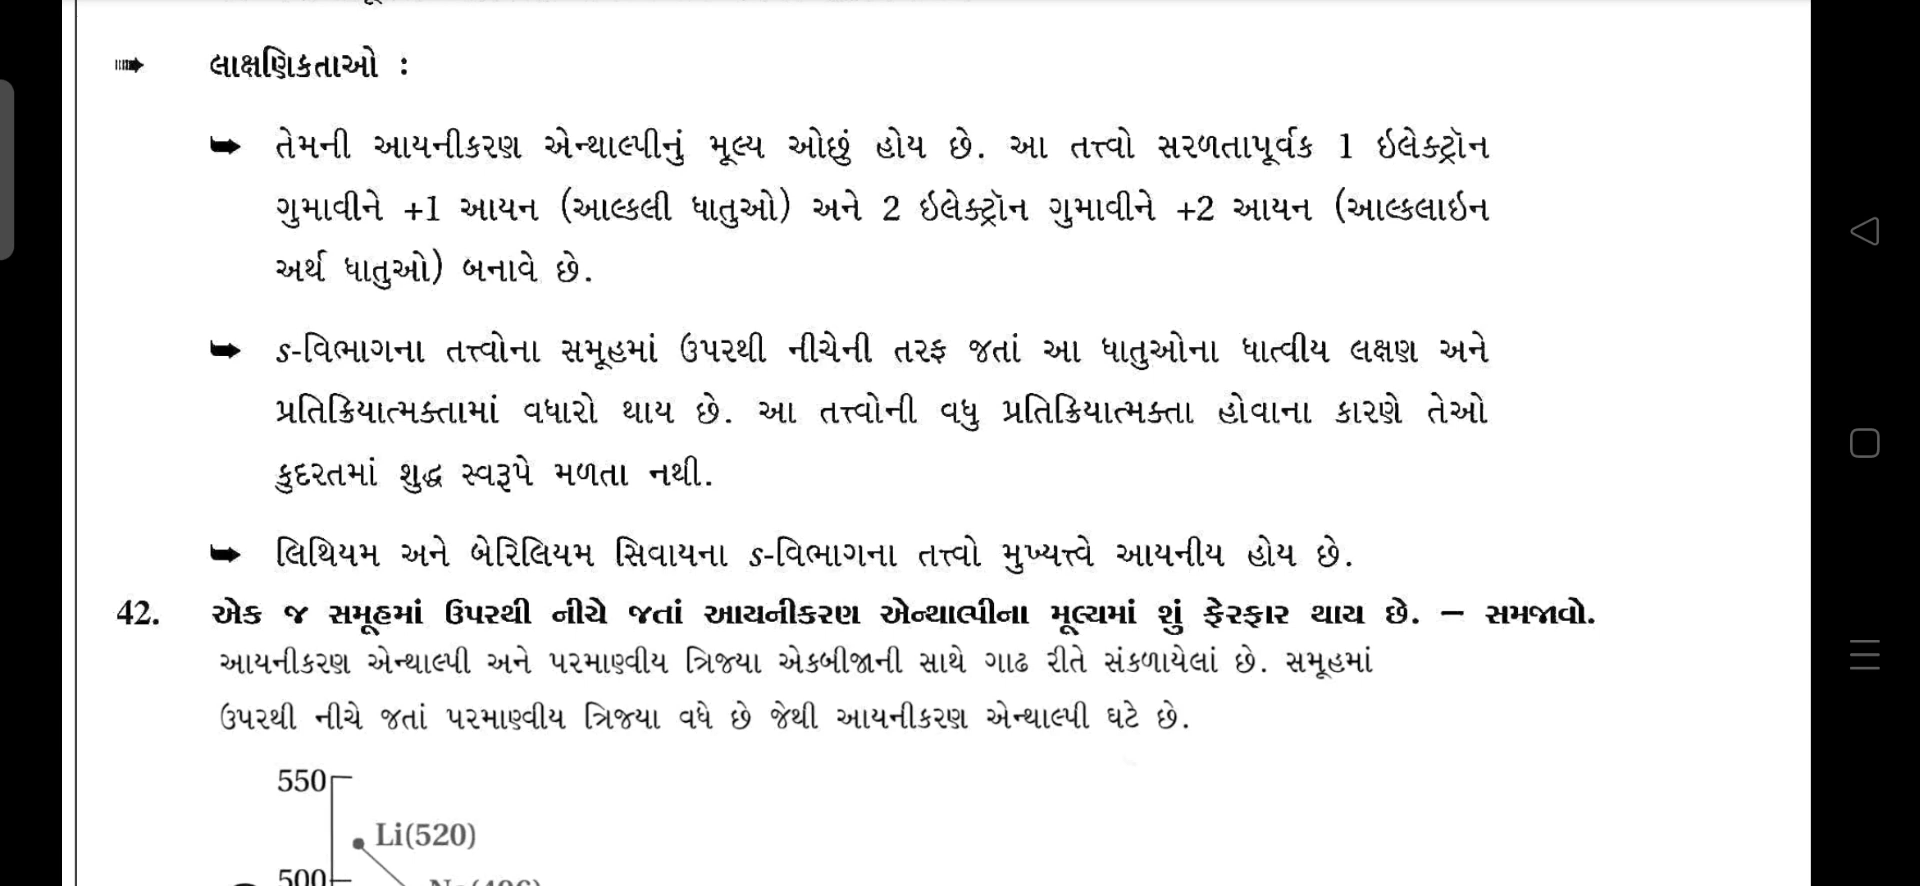 લાક્ષણિકતાઓ :
તેમની આયનીકરણ એન્થાલ્પીનું મૂલ્ય ઓછું હોય છે. આ તત્ત્વો સરળતાપૂર્વક 1 ઇલેક્ટ્રૉન
ગુમાવીને +1 આયન (આલ્કલી ધાતુઓ) અને 2 ઇલેક્ટ્રૉન ગુમાવીને +2 આયન (આલ્કલાઇન
અર્થ ધાતુઓ) બનાવે છે.
s-વિભાગના તત્ત્વોના સમૂહમાં ઉપરથી નીચેની તરફ જતાં આ ધાતુઓના ધાત્વીય લક્ષણ અને
પ્રતિક્રિયાત્મક્તામાં વધારો થાય છે. આ તત્ત્વોની વધુ પ્રતિક્રિયાત્મક્તા હોવાના કારણે તેઓ
કુદરતમાં શુદ્ધ સ્વરૂપે મળતા નથી.
લિથિયમ અને બેરિલિયમ સિવાયના s-વિભાગના તત્ત્વો મુખ્યત્ત્વે આયનીય હોય છે.
42. એક જ સમૂહમાં ઉપરથી નીચે જતાં આયનીકરણ એન્થાલ્પીના મૂલ્યમાં શું ફેરફાર થાય છે. – સમજાવો.
આયનીકરણ એન્થાલ્પી અને પરમાણ્વીય ત્રિજ્યા એકબીજાની સાથે ગાઢ રીતે સંકળાયેલાં છે. સમૂહમાં
ઉપરથી નીચે જતાં પરમાણ્વીય ત્રિજ્યા વધે છે જેથી આયનીકરણ એન્થાલ્પી ઘટે છે.
550
Li(520)
500